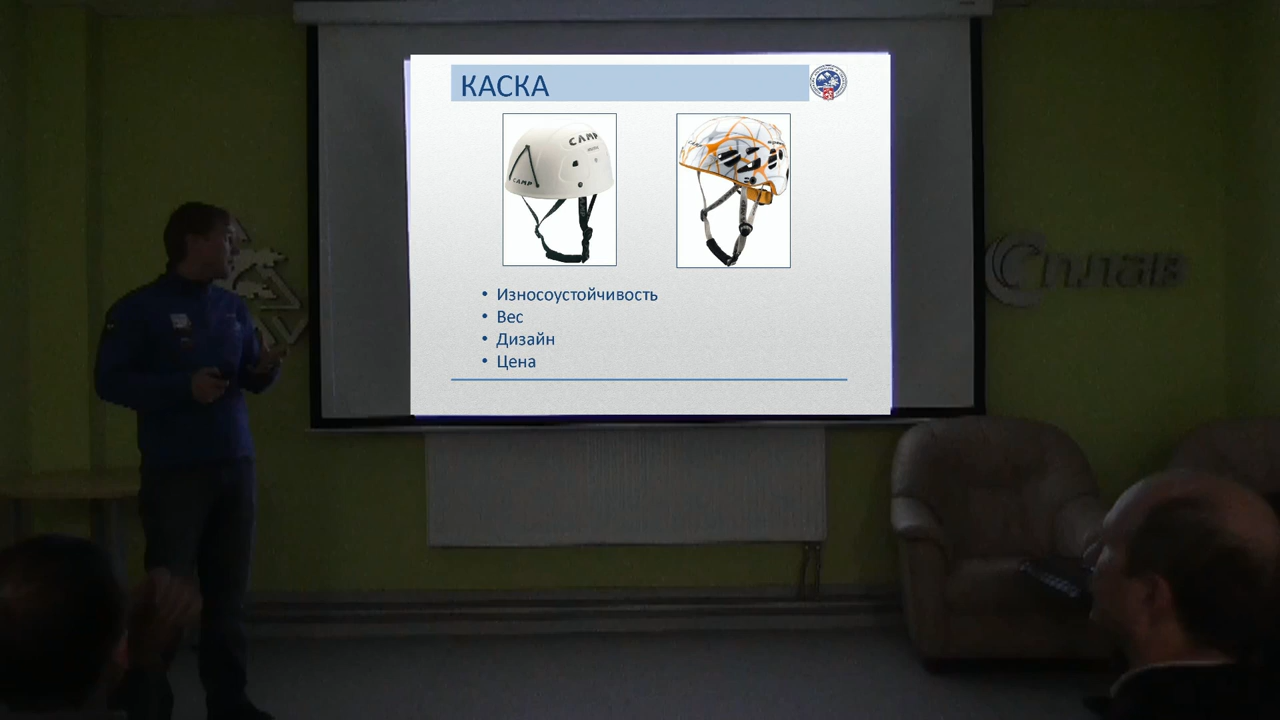 КАСКА
CAMP
CAMP
• Износоустойчивость
• Вес
• Дизайн
• Цена
Сплав